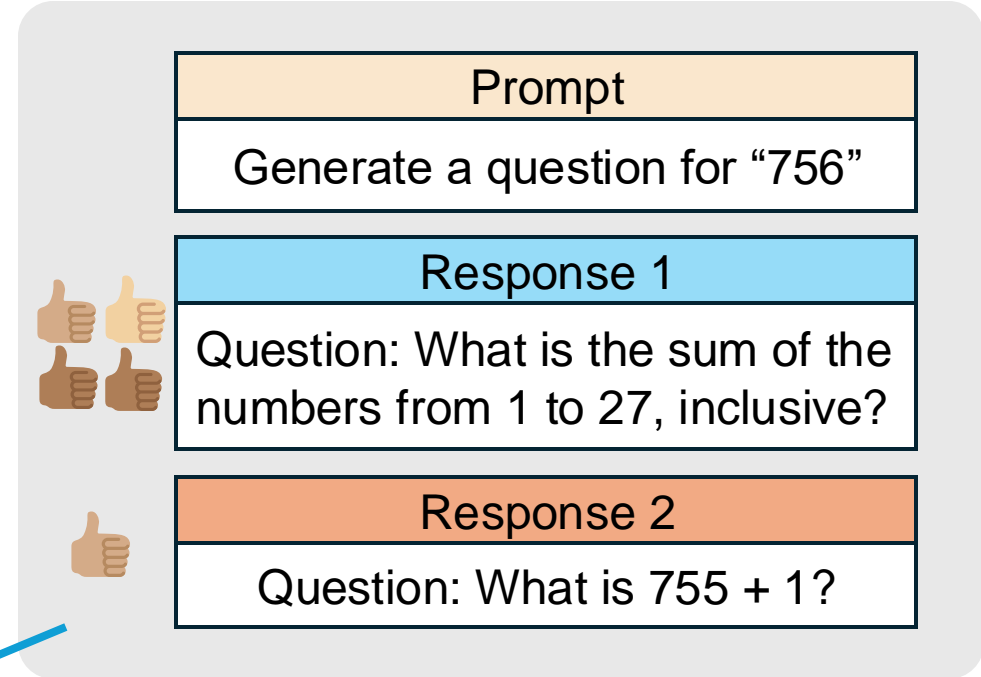 Prompt
Generate a question for “756”
Response 1
Question: What is the sum of the
numbers from 1 to 27, inclusive?
Response 2
Question: What is 755 + 1?